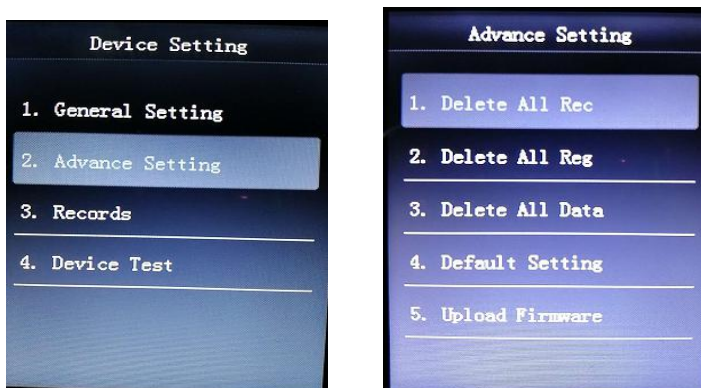 Device Setting
1. General Setting
2. Advance Setting
3. Records
4. Device Test
Advance Setting
1. Delete All Rec
2. Delete All Reg
3. Delete All Data
4. Default Setting
5. Upload Firmware